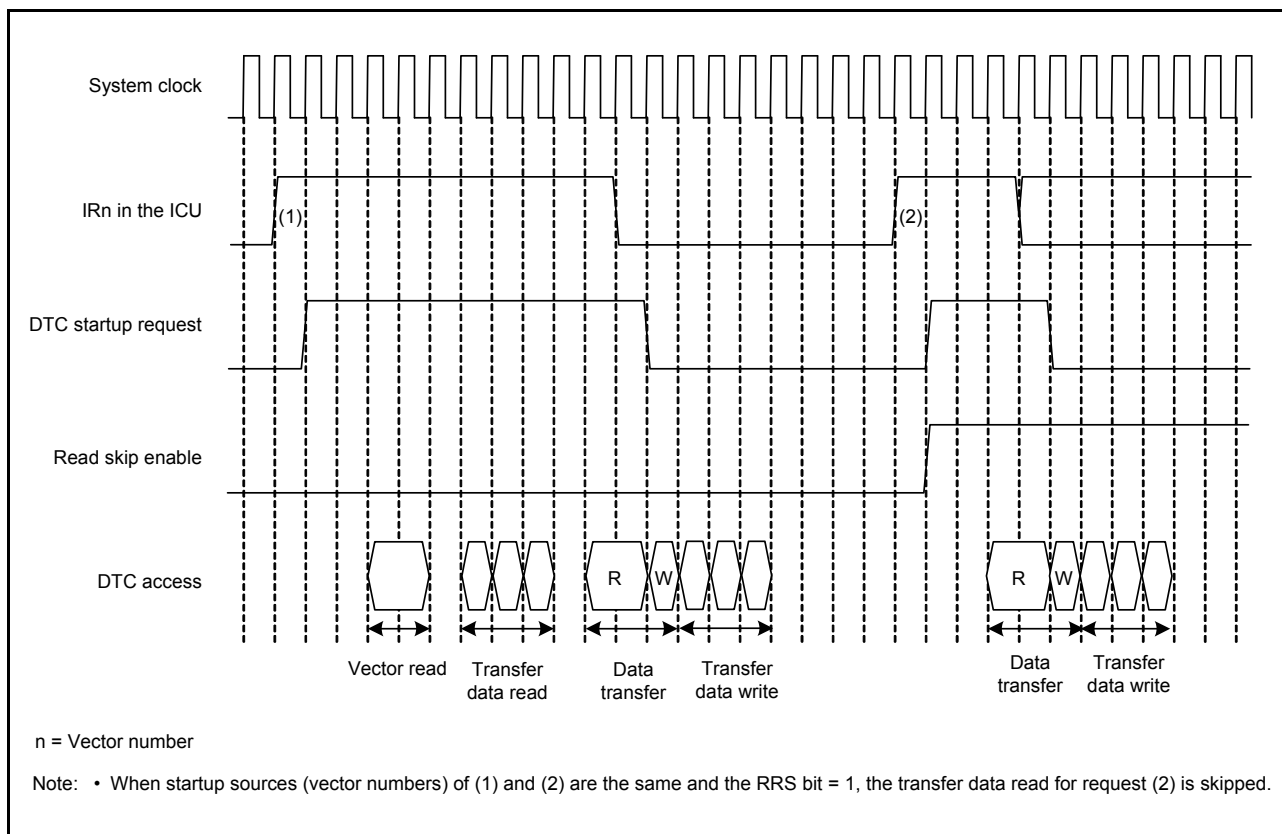 System clock
IRn in the ICU
(1)
(2)
DTC startup request
Read skip enable
DTC access
R
W
R
W
Vector read
Transfer
data read
Data
transfer
Transfer
data write
Data
transfer
Transfer
data write
n = Vector number
Note: • When startup sources (vector numbers) of (1) and (2) are the same and the RRS bit = 1, the transfer data read for request (2) is skipped.